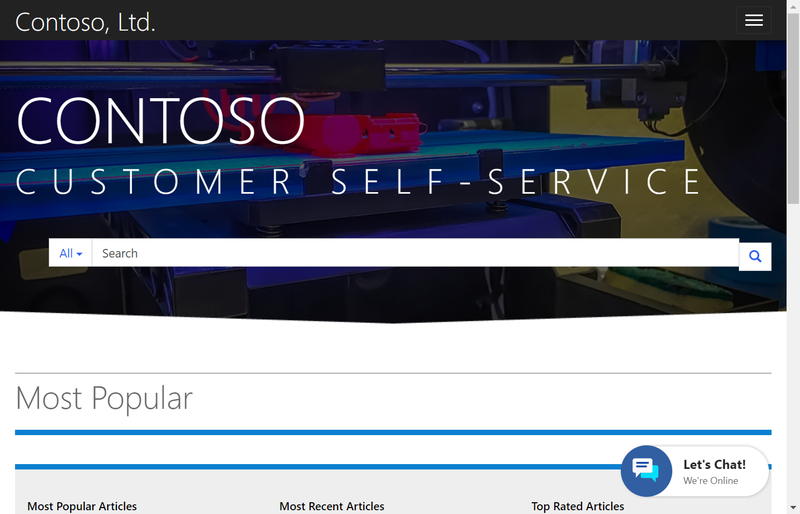 Contoso, Ltd.
CONTOSO
CUSTOMER SELF-SERVICE
All
Search
Most Popular
Let's Chat!
We're Online
Most Popular Articles
Most Recent Articles
Top Rated Articles